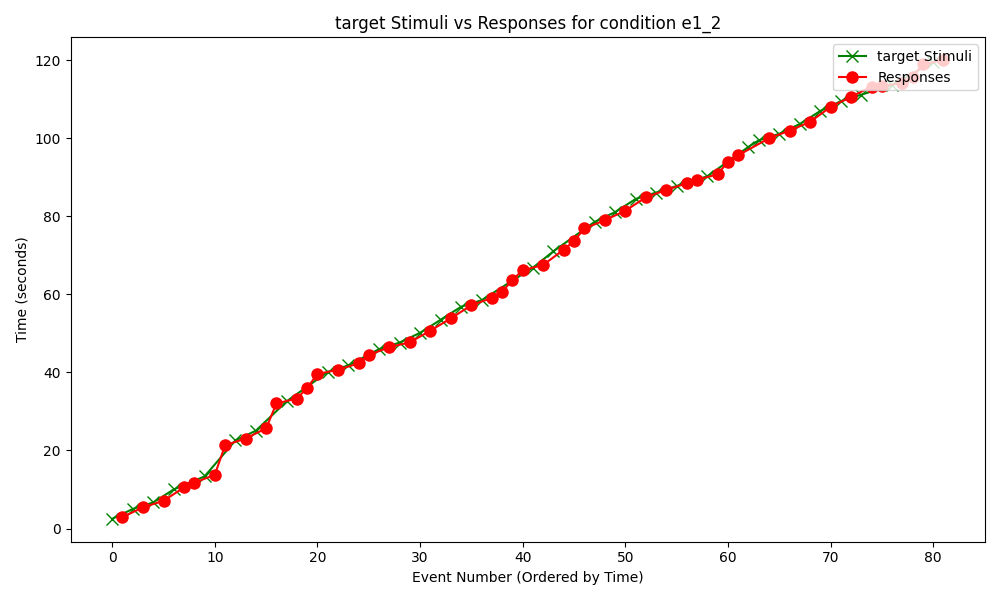 target Stimuli vs Responses for condition e1_2
target Stimuli
Responses
120
100
80
60
40
20
0
Time (seconds)
0 10 20 30 40 50 60 70 80
Event Number (Ordered by Time)